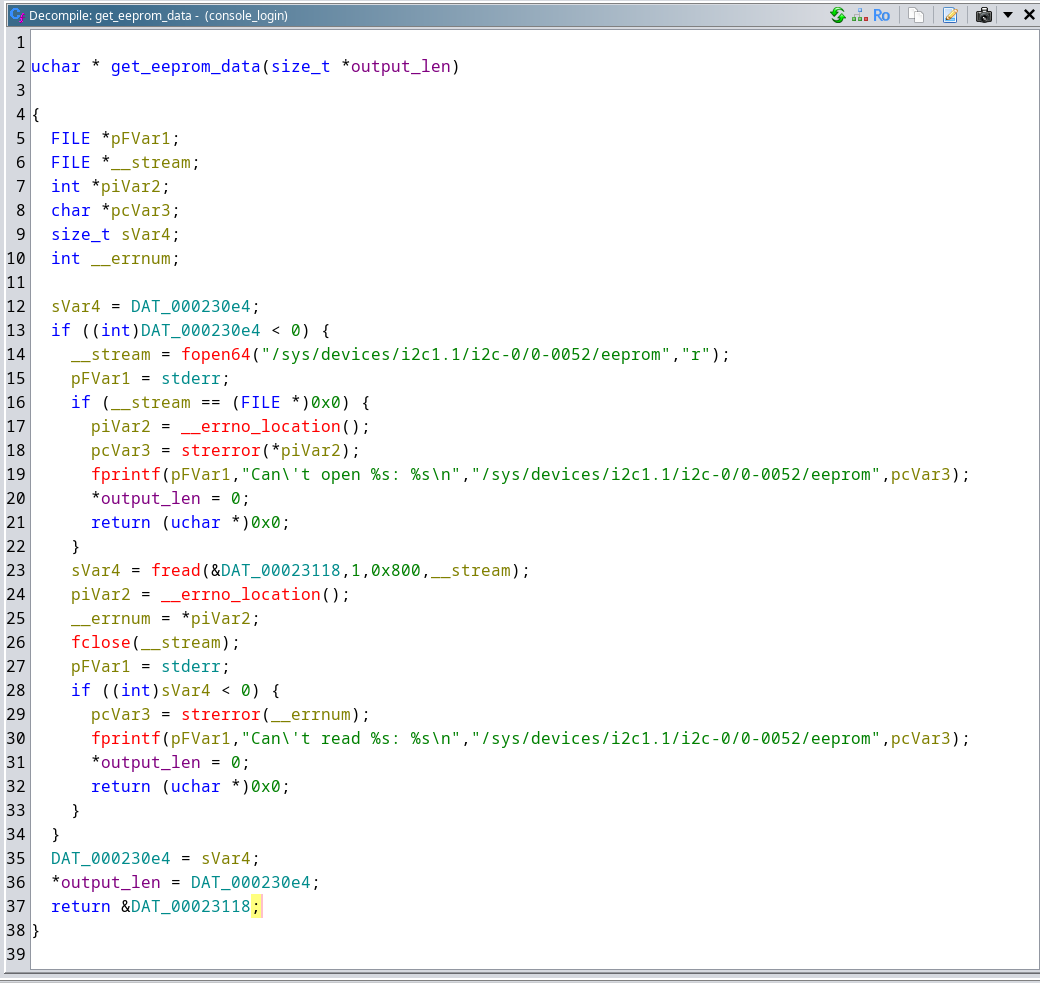 Decompile: get_eeprom_data - (console_login)
Ro
1
2 uchar * get_eeprom_data(size_t *output_len)
3
4 {
5   FILE *pFVar1;
6   FILE *__stream;
7   int *piVar2;
8   char *pcVar3;
9   size_t sVar4;
10   int __errnum;
11
12   sVar4 = DAT_000230e4;
13   if ((int)DAT_000230e4 < 0) {
14     __stream = fopen64("/sys/devices/i2c1.1/i2c-0/0-0052/eeprom","r");
15     pFVar1 = stderr;
16     if (__stream == (FILE *)0x0) {
17       piVar2 = __errno_location();
18       pcVar3 = strerror(*piVar2);
19       fprintf(pFVar1,"Can\'t open %s: %s\n","/sys/devices/i2c1.1/i2c-0/0-0052/eeprom",pcVar3);
20       *output_len = 0;
21       return (uchar *)0x0;
22     }
23     sVar4 = fread(&DAT_00023118,1,0x800,__stream);
24     piVar2 = __errno_location();
25     __errnum = *piVar2;
26     fclose(__stream);
27     pFVar1 = stderr;
28     if ((int)sVar4 < 0) {
29       pcVar3 = strerror(__errnum);
30       fprintf(pFVar1,"Can\'t read %s: %s\n","/sys/devices/i2c1.1/i2c-0/0-0052/eeprom",pcVar3);
31       *output_len = 0;
32       return (uchar *)0x0;
33     }
34   }
35   DAT_000230e4 = sVar4;
36   *output_len = DAT_000230e4;
37   return &DAT_00023118;
38 }
39